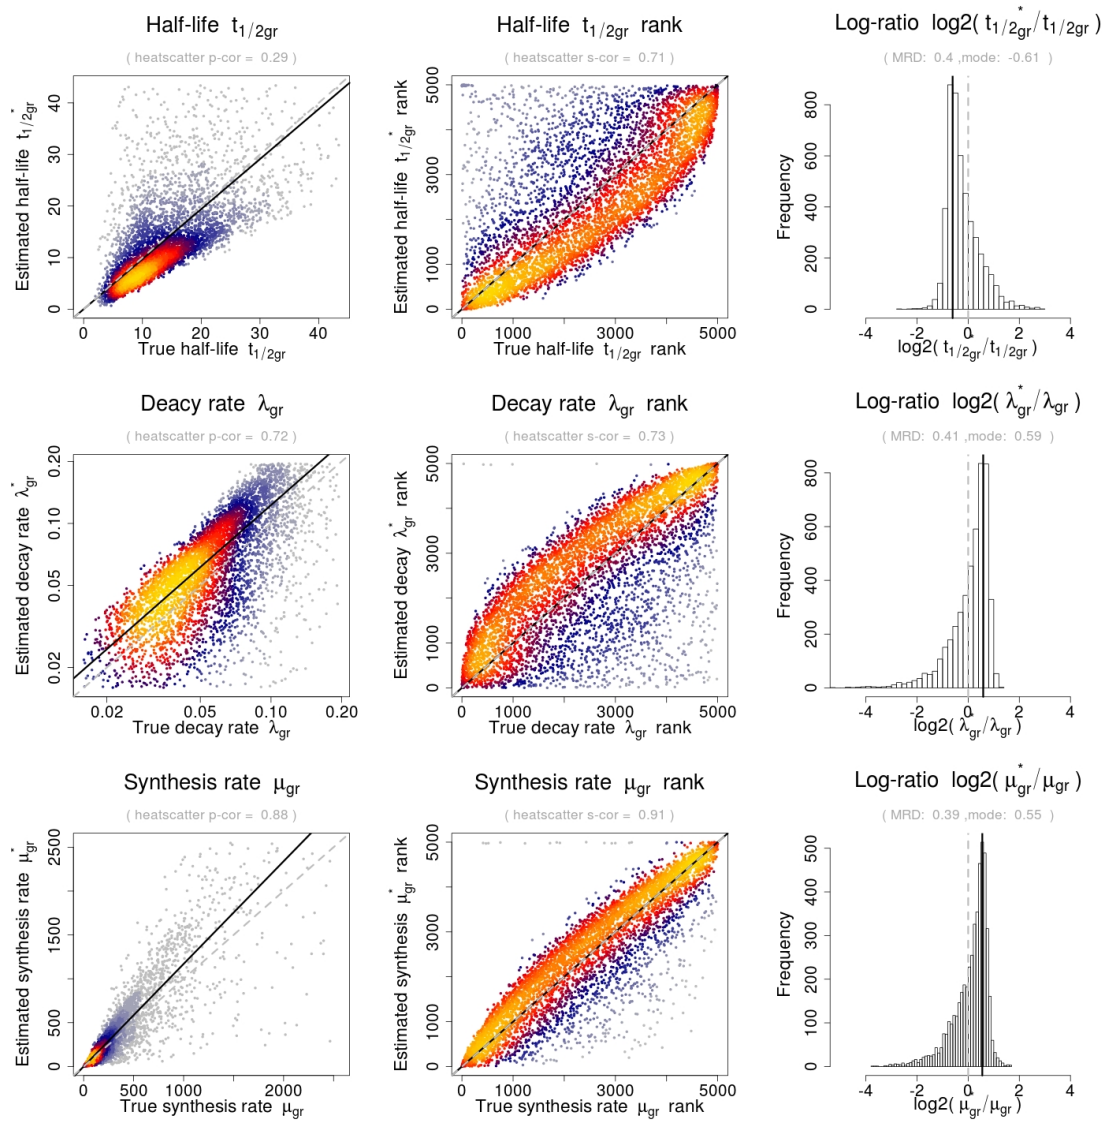 Half-life t1/2gr
( heatscatter p-cor = 0.29 )
Estimated half-life t*1/2gr
0 10 20 30 40
0 10 20 30 40
True half-life t1/2gr
Half-life t1/2gr rank
( heatscatter s-cor = 0.71 )
Estimated half-life t*1/2gr rank
0 1000 3000 5000
0 1000 3000 5000
True half-life t1/2gr rank
Log-ratio log2( t*1/2gr/t1/2gr )
( MRD: 0.4 ,mode: -0.61 )
Frequency
0 200 400 600 800
-4 -2 0 2 4
log2( t*1/2gr/t1/2gr )
Deacy rate λgr
( heatscatter p-cor = 0.72 )
Estimated decay rate λ*gr
0.02 0.05 0.10 0.20
0.02 0.05 0.10 0.20
True decay rate λgr
Decay rate λgr rank
( heatscatter s-cor = 0.73 )
Estimated decay λ*gr rank
0 1000 3000 5000
0 1000 3000 5000
True decay rate λgr rank
Log-ratio log2( λ*gr/λgr )
( MRD: 0.41 ,mode: 0.59 )
Frequency
0 200 400 600 800
-4 -2 0 2 4
log2( λ*gr/λgr )
Synthesis rate μgr
( heatscatter p-cor = 0.88 )
Estimated synthesis rate μ*gr
0 500 1500 2500
0 500 1000 2000
True synthesis rate μgr
Synthesis rate μgr rank
( heatscatter s-cor = 0.91 )
Estimated synthesis μ*gr rank
0 1000 3000 5000
0 1000 3000 5000
True synthesis rate μgr rank
Log-ratio log2( μ*gr/μgr )
( MRD: 0.39 ,mode: 0.55 )
Frequency
0 100 200 300 400 500
-4 -2 0 2 4
log2( μ*gr/μgr )